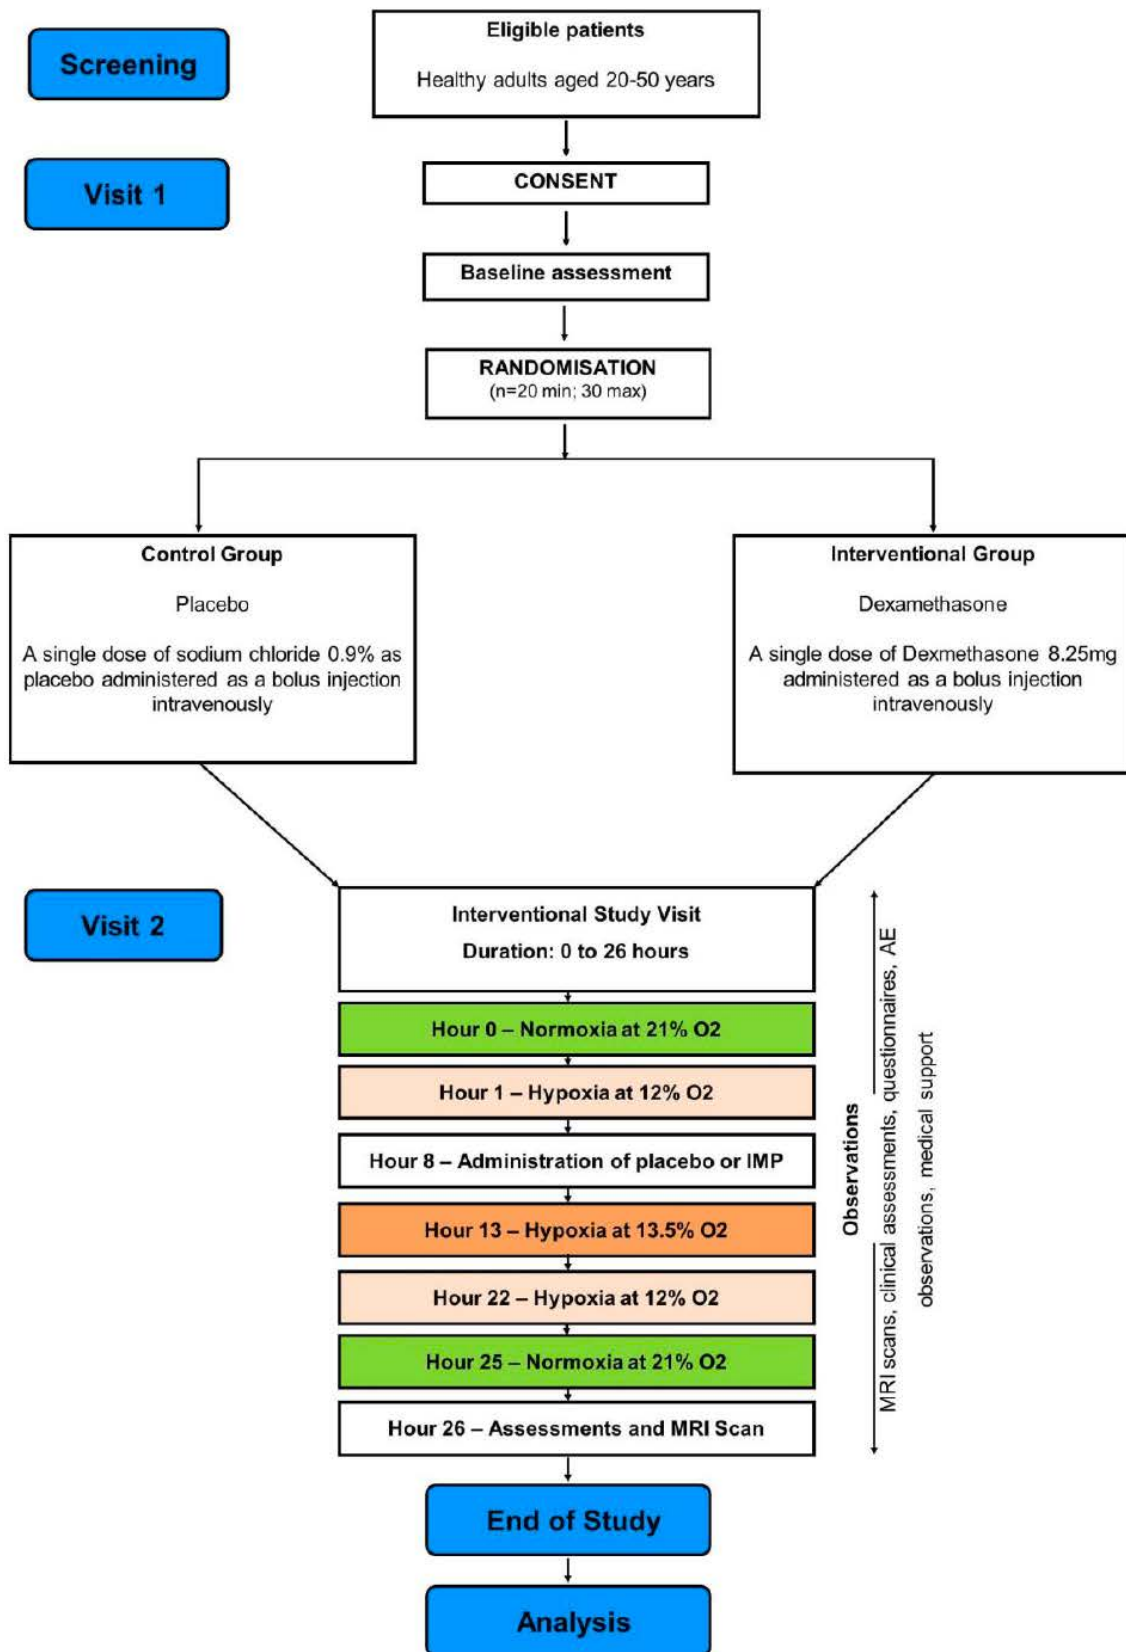 Screening
Eligible patients
Healthy adults aged 20-50 years
Visit 1
CONSENT
Baseline assessment
RANDOMISATION
(n=20 min; 30 max)
Control Group
Placebo
A single dose of sodium chloride 0.9% as
placebo administered as a bolus injection
intravenously
Interventional Group
Dexamethasone
A single dose of Dexmethasone 8.25mg
administered as a bolus injection
intravenously
Visit 2
Interventional Study Visit
Duration: 0 to 26 hours
Hour 0 – Normoxia at 21% O2
Hour 1 – Hypoxia at 12% O2
Hour 8 – Administration of placebo or IMP
Hour 13 – Hypoxia at 13.5% O2
Hour 22 – Hypoxia at 12% O2
Hour 25 – Normoxia at 21% O2
Hour 26 – Assessments and MRI Scan
Observations
MRI scans, clinical assessments, questionnaires, AE
observations, medical support
End of Study
Analysis